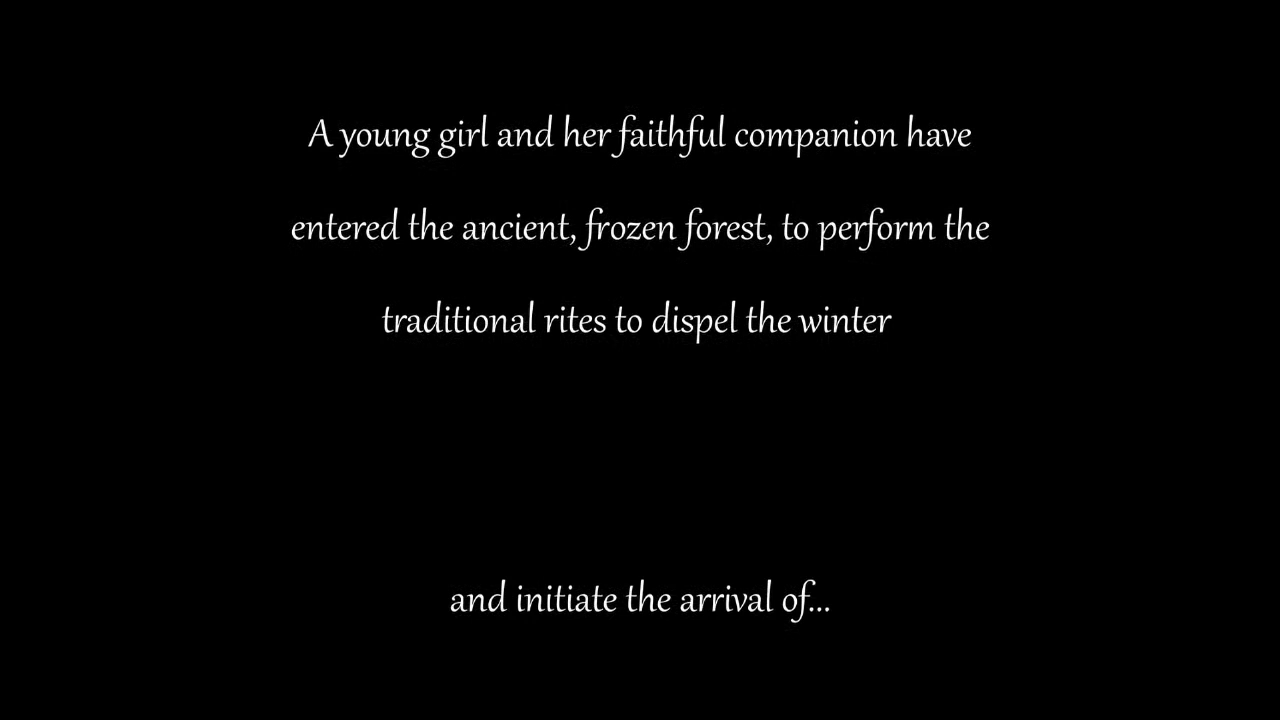 A young girl and her faithful companion have
entered the ancient, frozen forest, to perform the
traditional rites to dispel the winter
and initiate the arrival of...